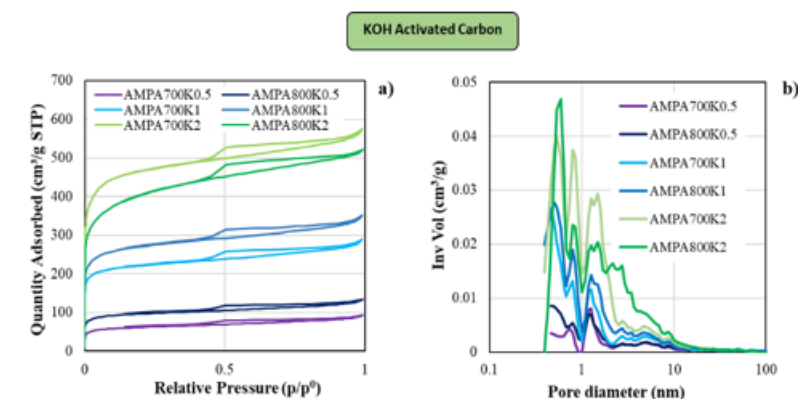 KOH Activated Carbon
a)
Quantity Adsorbed (cm³/g STP)
700
600
500
400
300
200
100
0
AMPA700K0.5 AMPA800K0.5
AMPA700K1 AMPA800K1
AMPA700K2 AMPA800K2
0 0.5 1
Relative Pressure (p/p⁰)
b)
Inv Vol (cm³/g)
0.05
0.04
0.03
0.02
0.01
0
AMPA700K0.5
AMPA800K0.5
AMPA700K1
AMPA800K1
AMPA700K2
AMPA800K2
0.1 1 10 100
Pore diameter (nm)